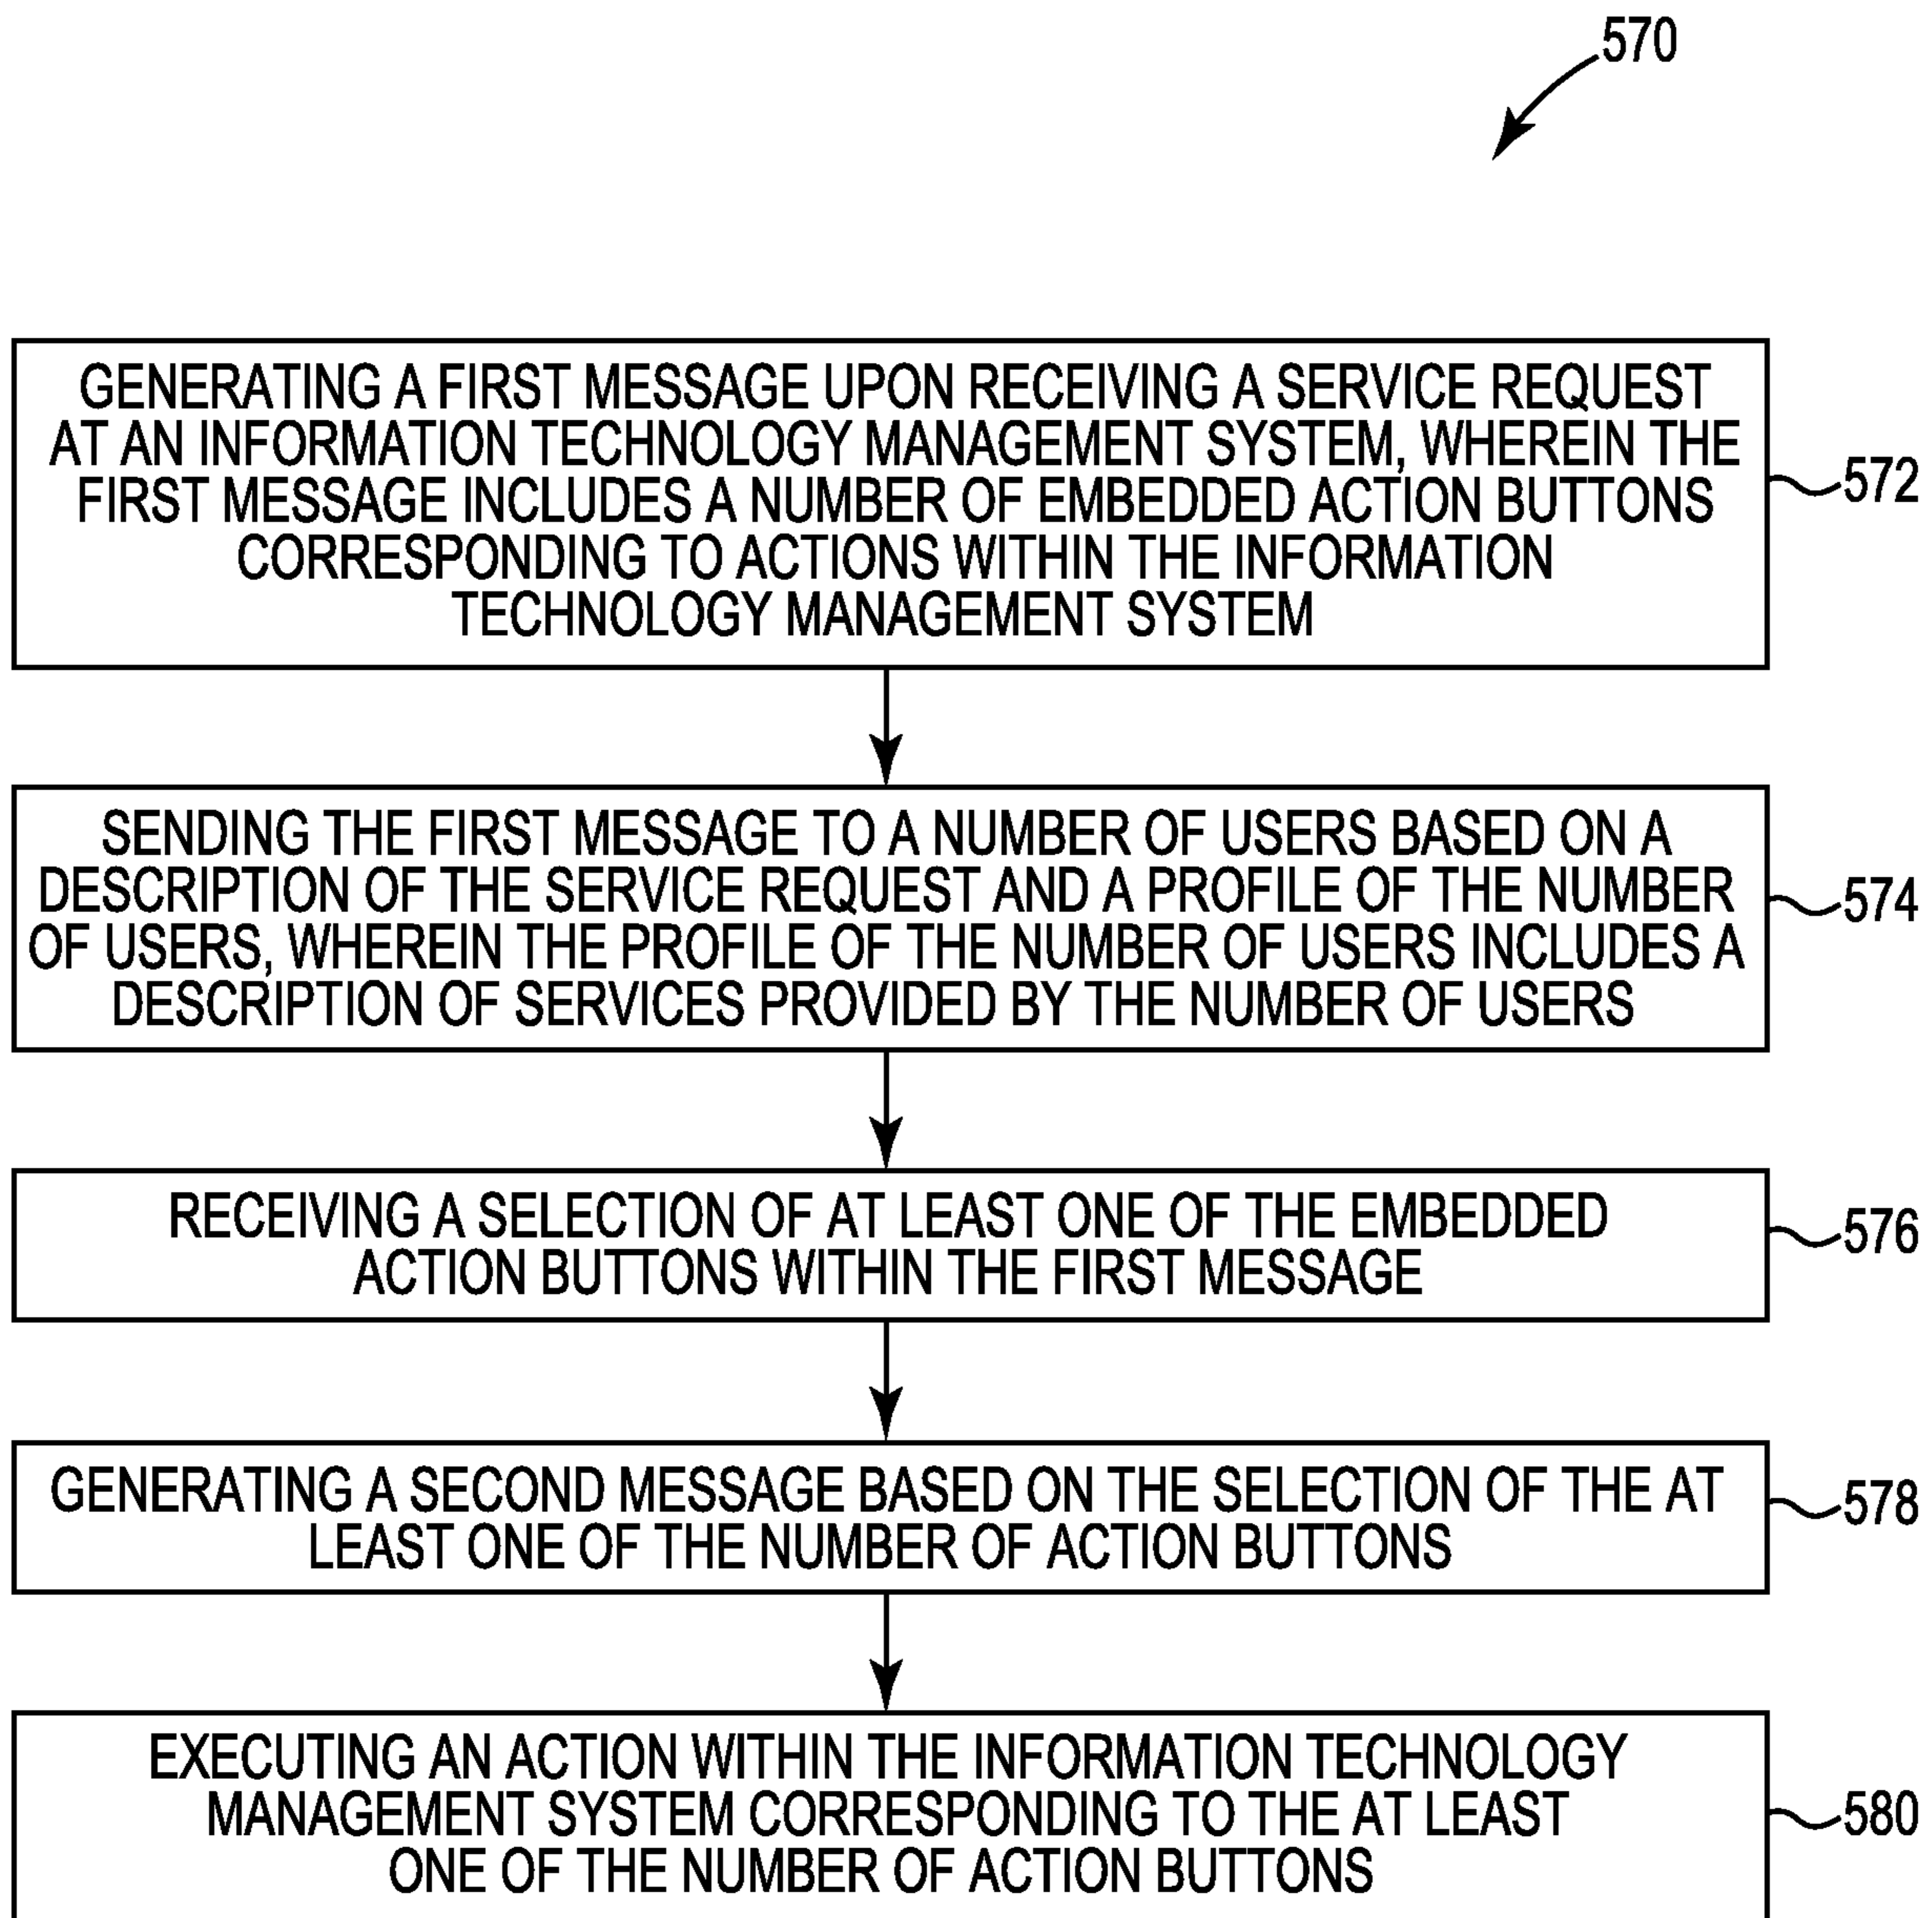 570
GENERATING A FIRST MESSAGE UPON RECEIVING A SERVICE REQUEST
AT AN INFORMATION TECHNOLOGY MANAGEMENT SYSTEM, WHEREIN THE
FIRST MESSAGE INCLUDES A NUMBER OF EMBEDDED ACTION BUTTONS
CORRESPONDING TO ACTIONS WITHIN THE INFORMATION
TECHNOLOGY MANAGEMENT SYSTEM
572
SENDING THE FIRST MESSAGE TO A NUMBER OF USERS BASED ON A
DESCRIPTION OF THE SERVICE REQUEST AND A PROFILE OF THE NUMBER
OF USERS, WHEREIN THE PROFILE OF THE NUMBER OF USERS INCLUDES A
DESCRIPTION OF SERVICES PROVIDED BY THE NUMBER OF USERS
574
RECEIVING A SELECTION OF AT LEAST ONE OF THE EMBEDDED
ACTION BUTTONS WITHIN THE FIRST MESSAGE
576
GENERATING A SECOND MESSAGE BASED ON THE SELECTION OF THE AT
LEAST ONE OF THE NUMBER OF ACTION BUTTONS
578
EXECUTING AN ACTION WITHIN THE INFORMATION TECHNOLOGY
MANAGEMENT SYSTEM CORRESPONDING TO THE AT LEAST
ONE OF THE NUMBER OF ACTION BUTTONS
580